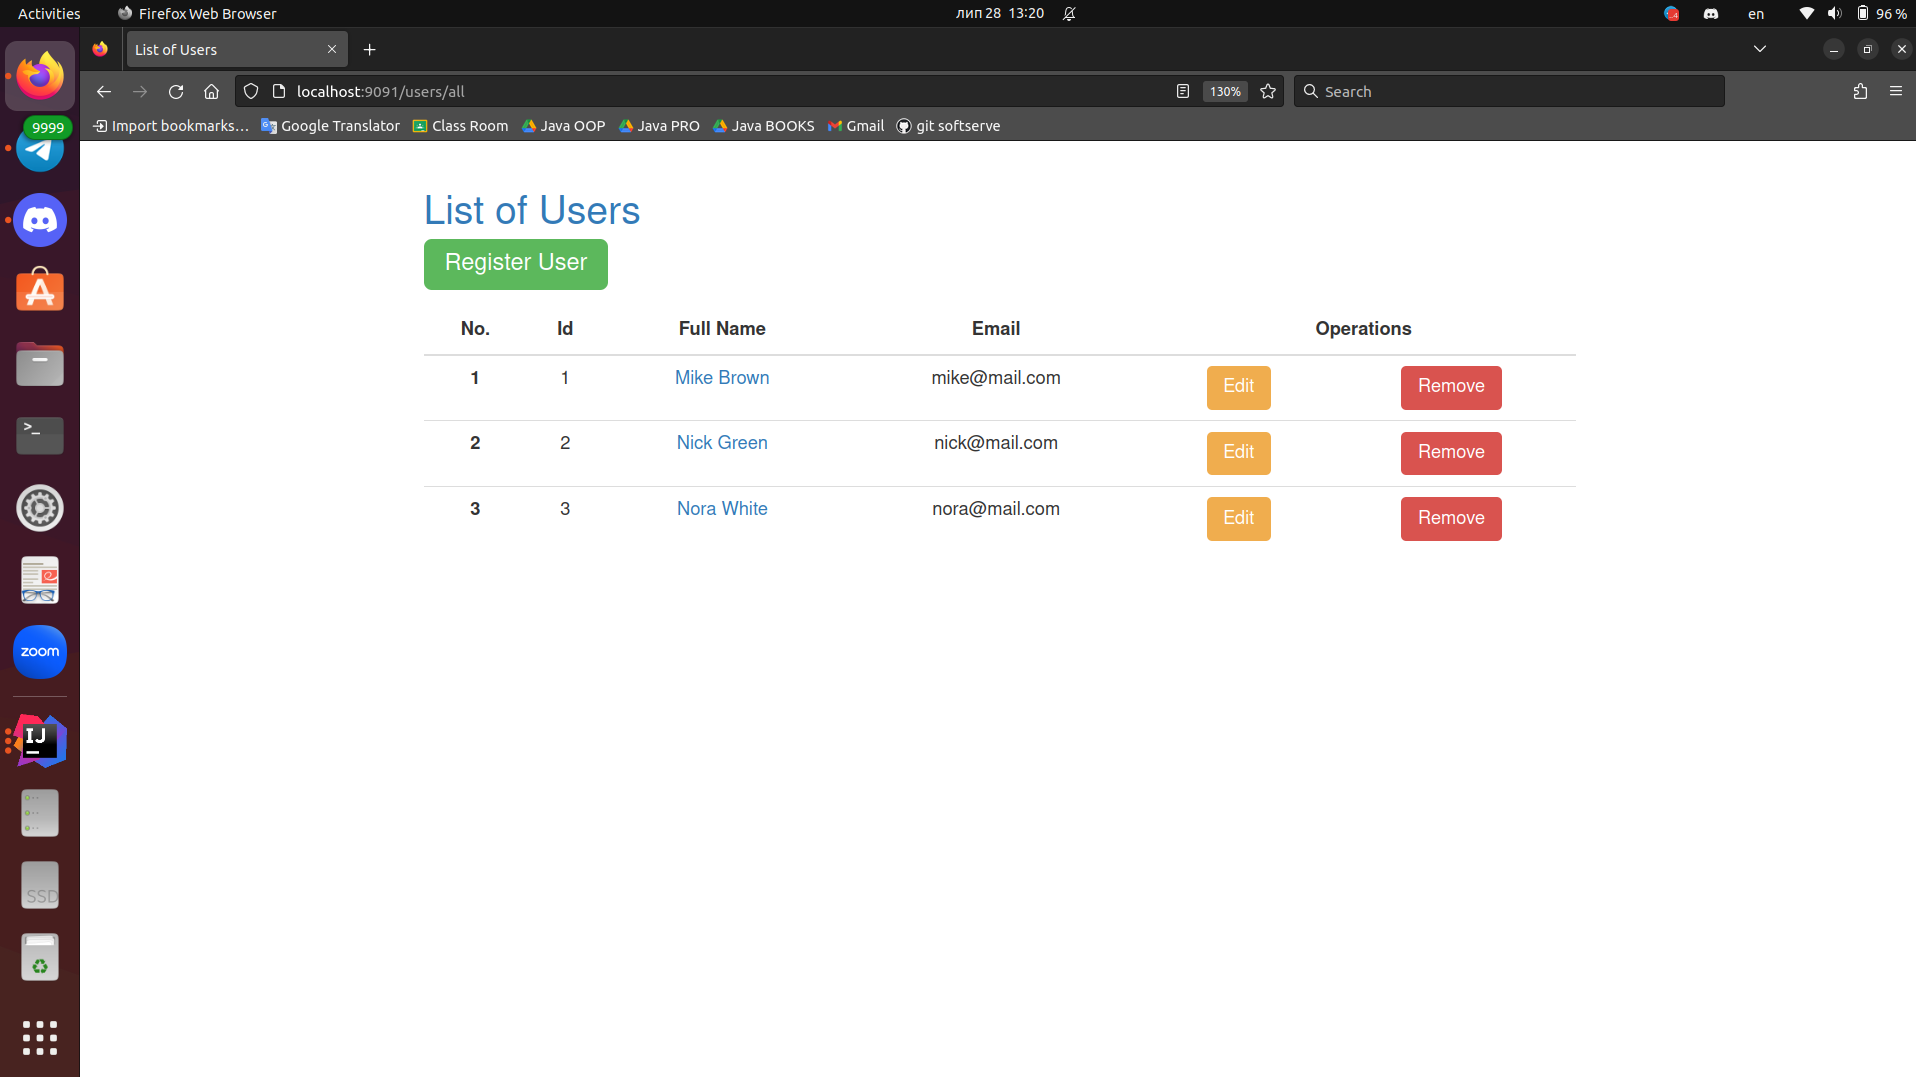 Activities Firefox Web Browser лип 28 13:20 en 96 %
List of Users
localhost:9091/users/all 130% Search
9999
Import bookmarks... Google Translator Class Room Java OOP Java PRO Java BOOKS Gmail git softserve
List of Users
Register User
No. Id Full Name Email Operations
1 1 Mike Brown mike@mail.com Edit Remove
2 2 Nick Green nick@mail.com Edit Remove
3 3 Nora White nora@mail.com Edit Remove
zoom
IJ
SSD